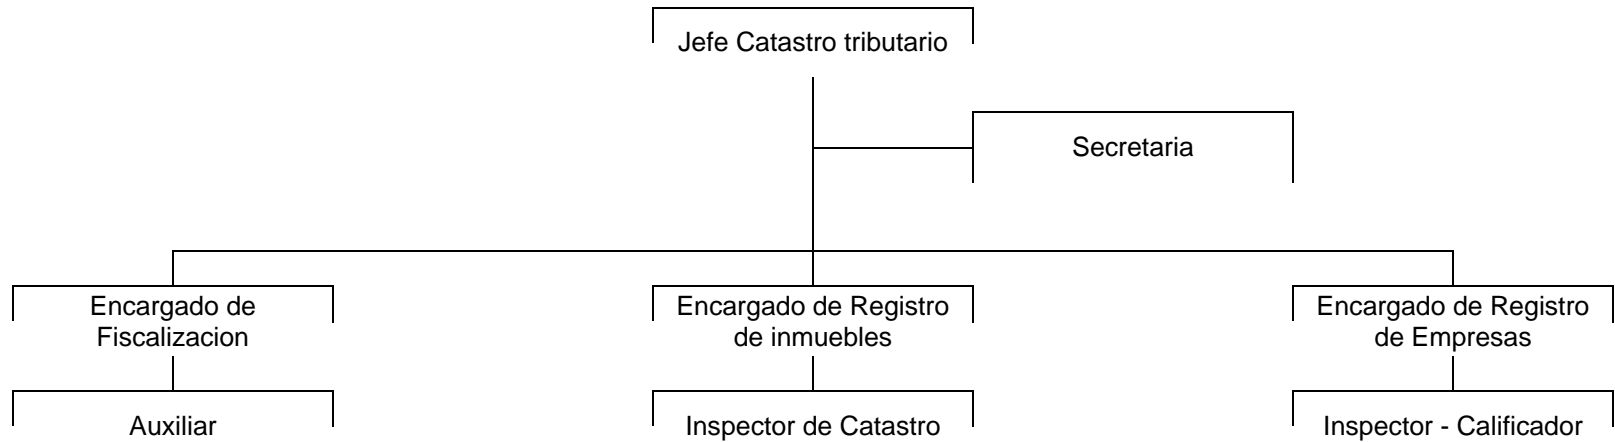 Jefe Catastro tributario
Secretaria
Encargado de
Fiscalizacion
Encargado de Registro
de inmuebles
Encargado de Registro
de Empresas
Auxiliar
Inspector de Catastro
Inspector - Calificador